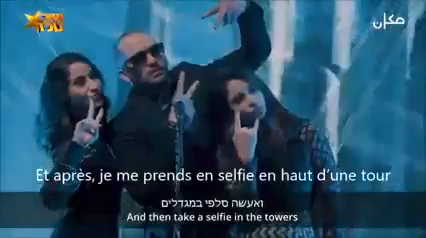 مكان
Et après, je me prends en selfie en haut d'une tour
ואעשה סלפי במגדלים
And then take a selfie in the towers